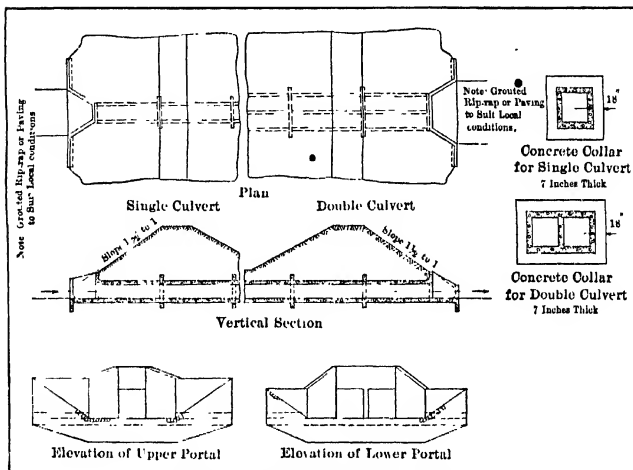 Note Grouted Rip-rap or Paving
to Suit Local conditions
Note- Grouted
Rip-rap or Paving
to Suit Local
conditions.
18"
Concrete Collar
for Single Culvert
7 Inches Thick
Plan
Single Culvert
Double Culvert
Slope 1½ to 1
Slope 1½ to 1
18"
Concrete Collar
for Double Culvert
7 Inches Thick
Vertical Section
Elevation of Upper Portal
Elevation of Lower Portal